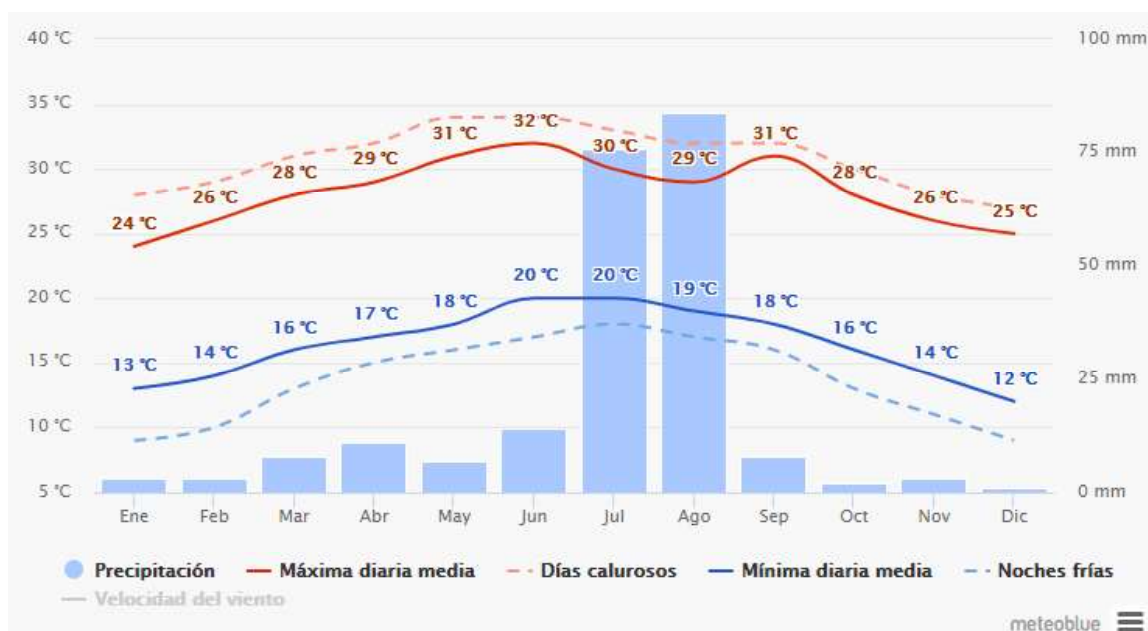 40 °C 100 mm
35 °C
31 °C 32 °C 31 °C
30 °C 28 °C 29 °C 30 °C 29 °C 28 °C 75 mm
24 °C 26 °C 26 °C 25 °C
25 °C
50 mm
20 °C 20 °C 20 °C 19 °C
16 °C 17 °C 18 °C 18 °C 16 °C
15 °C 13 °C 14 °C 14 °C 12 °C 25 mm
10 °C
5 °C 0 mm
Ene Feb Mar Abr May Jun Jul Ago Sep Oct Nov Dic
Precipitación Máxima diaria media Días calurosos Mínima diaria media Noches frías
Velocidad del viento
meteoblue